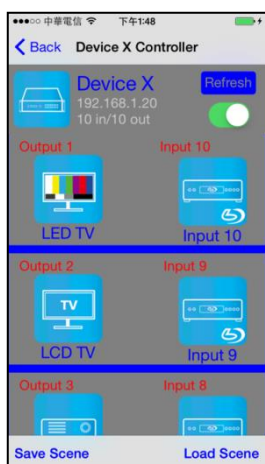 中華電信 下午1:48
Back Device X Controller
Device X Refresh
192.168.1.20
10 in/10 out
Output 1 Input 10
LED TV Input 10
Output 2 Input 9
TV
LCD TV Input 9
Output 3 Input 8
Save Scene Load Scene